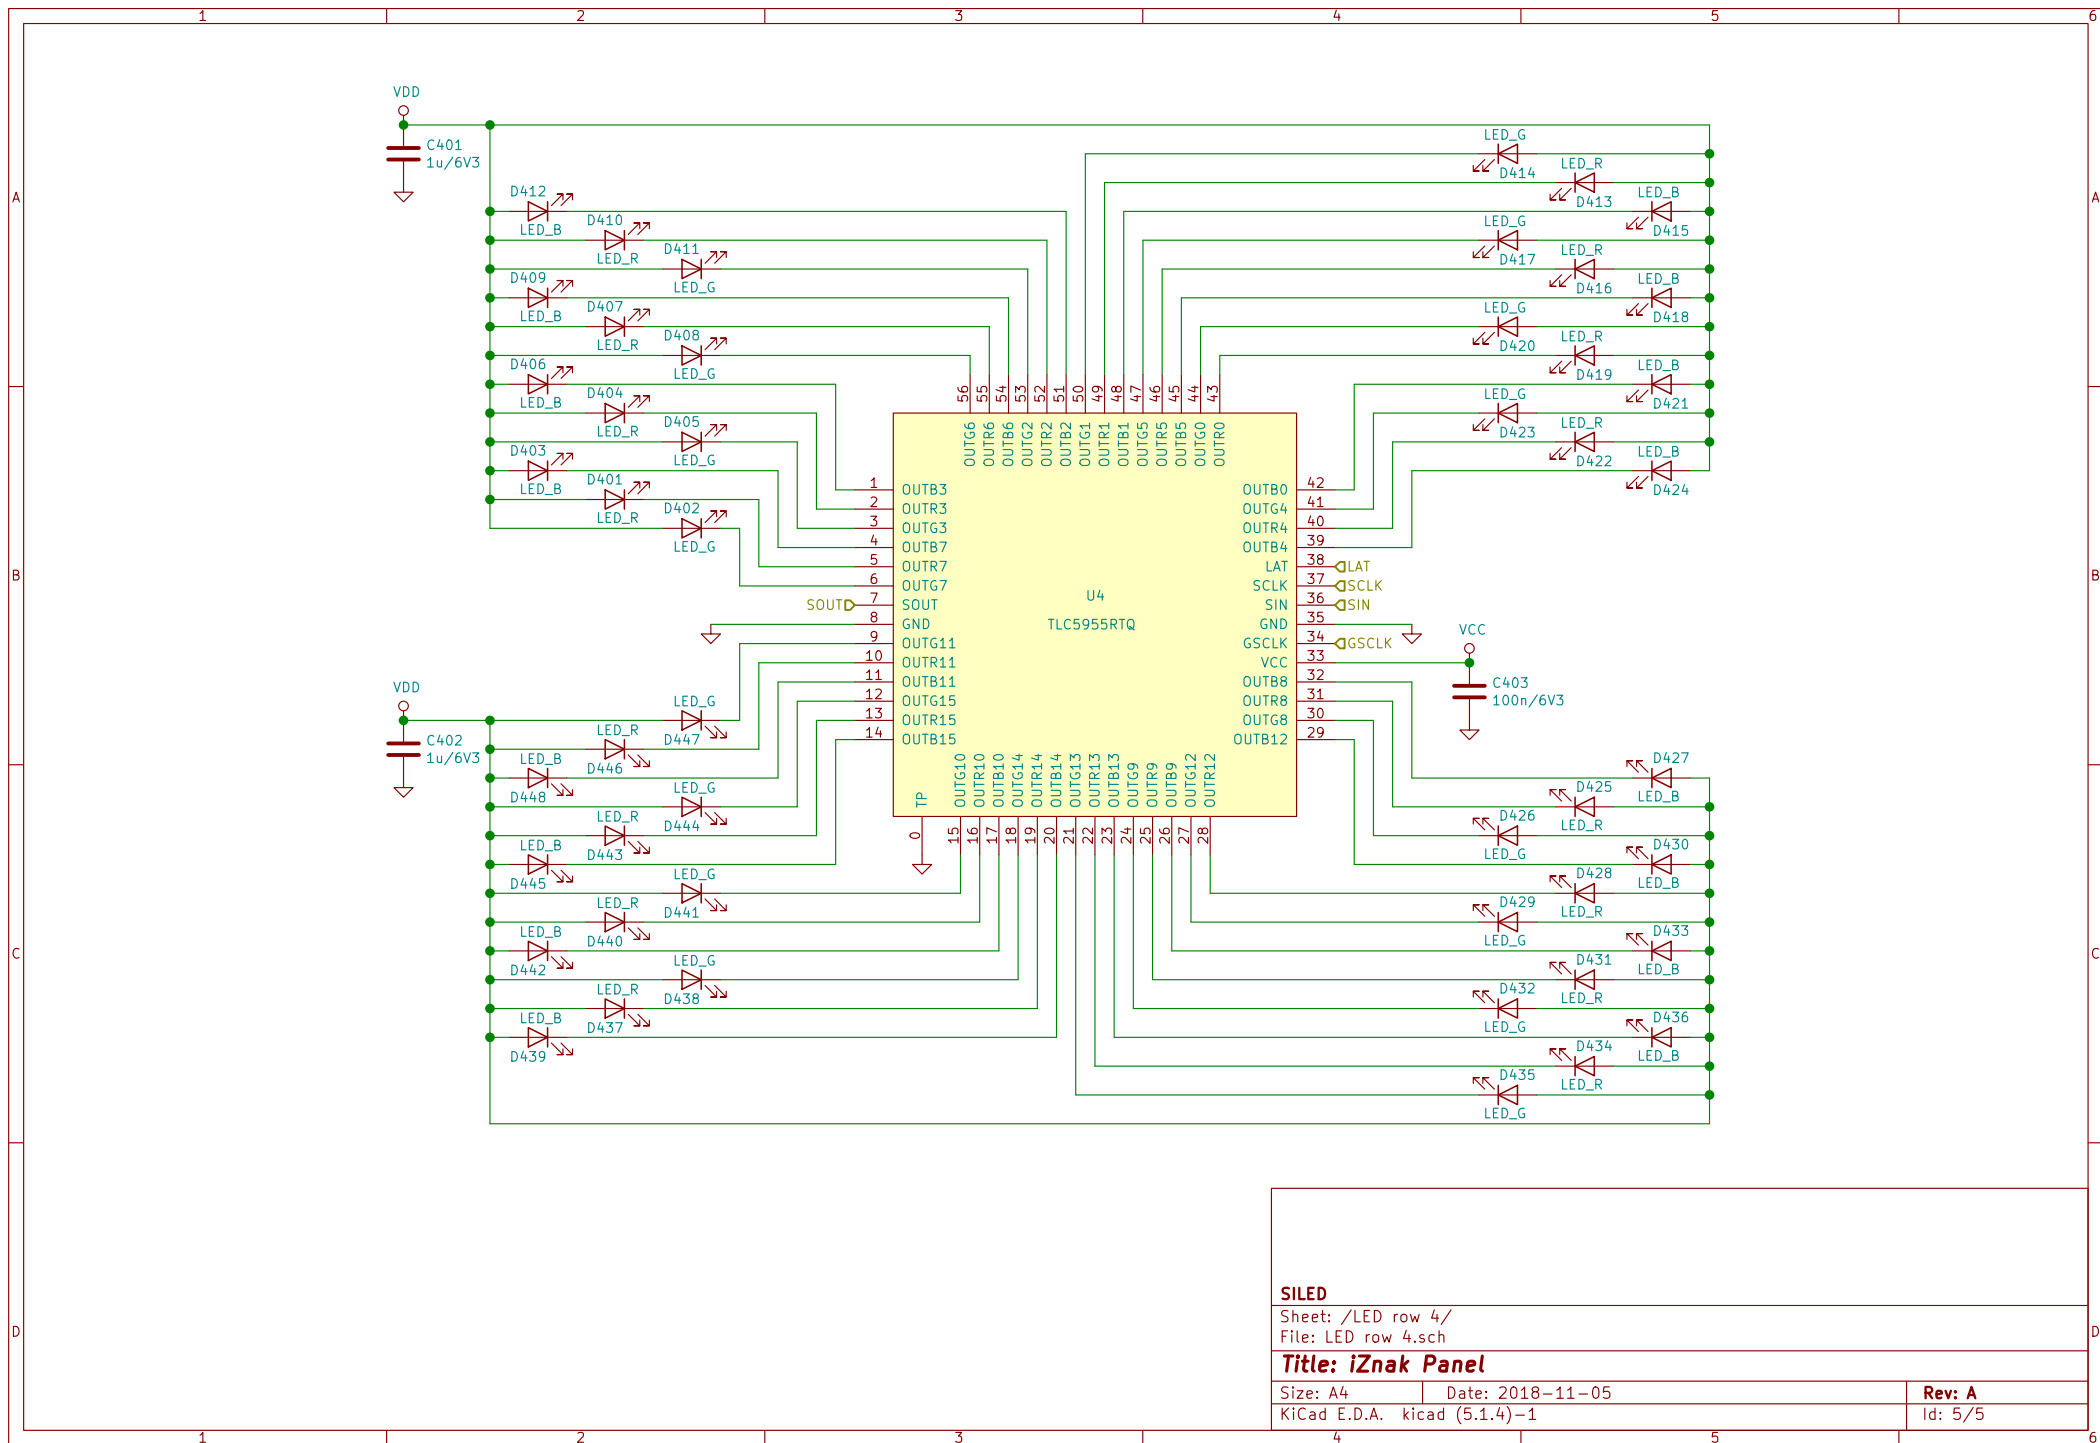 1 2 3 4 5 6
VDD
C401
1u/6V3
LED_G
D414
LED_R
D413
LED_B
D415
D412
LED_B
D410
LED_R
D411
LED_G
LED_G
D417
LED_R
D416
LED_B
D418
D409
LED_B
D407
LED_R
D408
LED_G
LED_G
D420
LED_R
D419
LED_B
D421
D406
LED_B
D404
LED_R
D405
LED_G
LED_G
D423
LED_R
D422
LED_B
D424
D403
LED_B
D401
LED_R
D402
LED_G
A A
B B
C C
D D
56 55 54 53 52 51 50 49 48 47 46 45 44 43
OUTG6 OUTR6 OUTB6 OUTG2 OUTR2 OUTB2 OUTG1 OUTR1 OUTB1 OUTG5 OUTR5 OUTB5 OUTG0 OUTR0
1 OUTB3 OUTB0 42
2 OUTR3 OUTG4 41
3 OUTG3 OUTR4 40
4 OUTB7 OUTB4 39
5 OUTR7 LAT 38 LAT
6 OUTG7 SCLK 37 SCLK
SOUT 7 SOUT SIN 36 SIN
8 GND GND 35
9 OUTG11 GSCLK 34 GSCLK
10 OUTR11 VCC 33
11 OUTB11 OUTB8 32
12 OUTG15 OUTR8 31
13 OUTR15 OUTG8 30
14 OUTB15 OUTB12 29
U4
TLC5955RTQ
VCC
C403
100n/6V3
TP OUTG10 OUTR10 OUTB10 OUTG14 OUTR14 OUTB14 OUTG13 OUTR13 OUTB13 OUTG9 OUTR9 OUTB9 OUTG12 OUTR12
0 15 16 17 18 19 20 21 22 23 24 25 26 27 28
VDD
C402
1u/6V3
LED_G
D447
LED_R
D446
LED_B
D448
LED_G
D444
LED_R
D443
LED_B
D445
LED_G
D441
LED_R
D440
LED_B
D442
LED_G
D438
LED_R
D437
LED_B
D439
D427
LED_B
D425
LED_R
D426
LED_G
D430
LED_B
D428
LED_R
D429
LED_G
D433
LED_B
D431
LED_R
D432
LED_G
D436
LED_B
D434
LED_R
D435
LED_G
SILED
Sheet: /LED row 4/
File: LED row 4.sch
Title: iZnak Panel
Size: A4 Date: 2018-11-05 Rev: A
KiCad E.D.A. kicad (5.1.4)-1 Id: 5/5
1 2 3 4 5 6